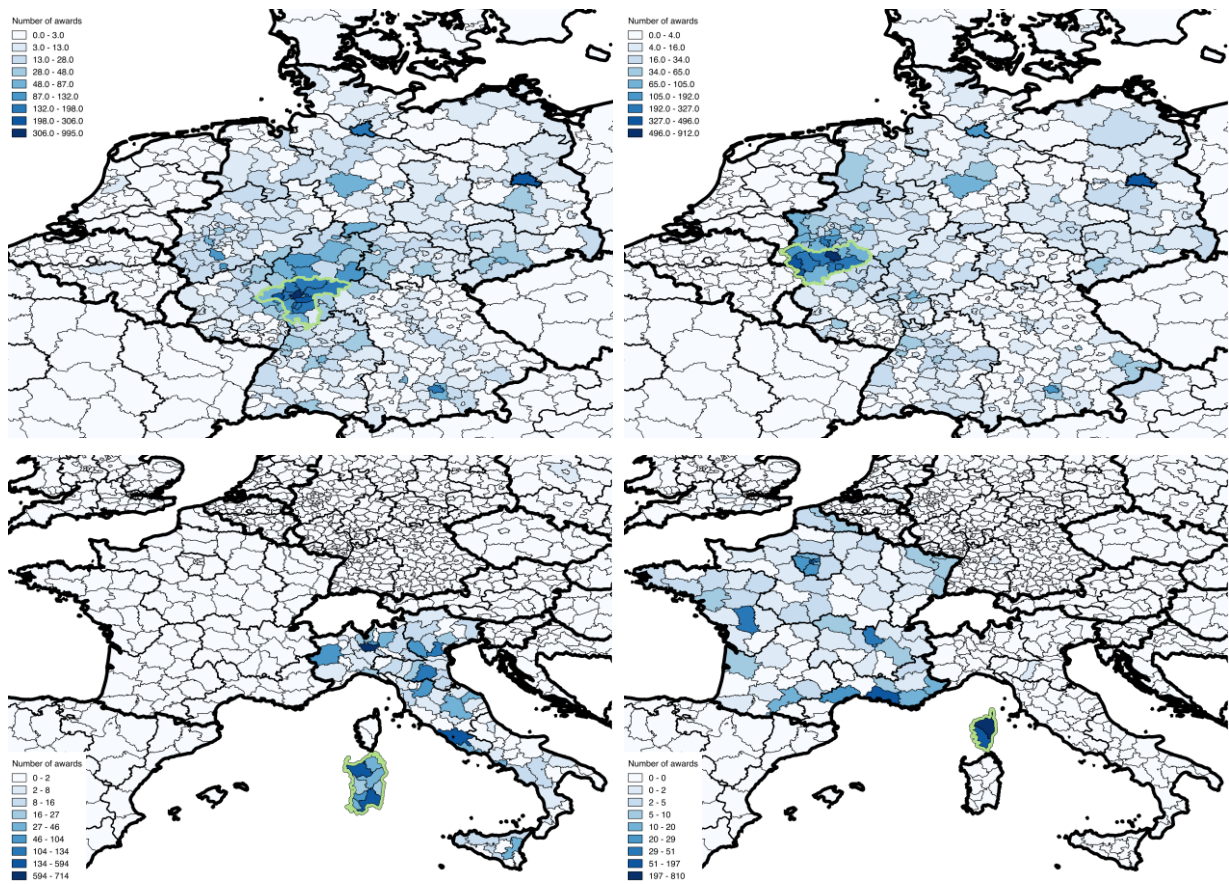 Number of awards
0.0 - 3.0
3.0 - 13.0
13.0 - 28.0
28.0 - 48.0
48.0 - 87.0
87.0 - 132.0
132.0 - 198.0
198.0 - 306.0
306.0 - 995.0
Number of awards
0.0 - 4.0
4.0 - 16.0
16.0 - 34.0
34.0 - 65.0
65.0 - 105.0
105.0 - 192.0
192.0 - 327.0
327.0 - 496.0
496.0 - 912.0
Number of awards
0 - 2
2 - 8
8 - 16
16 - 27
27 - 46
46 - 104
104 - 134
134 - 594
594 - 714
Number of awards
0 - 0
0 - 2
2 - 5
5 - 10
10 - 20
20 - 29
29 - 51
51 - 197
197 - 810